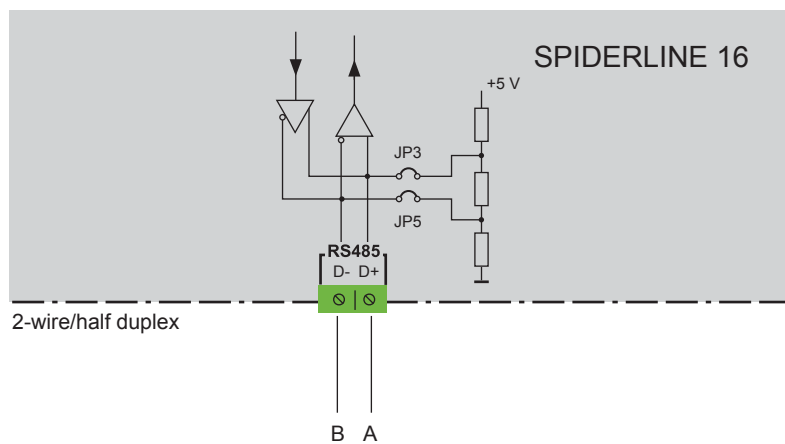 SPIDERLINE 16
+5 V
JP3
JP5
RS485
D- D+
2-wire/half duplex
B A